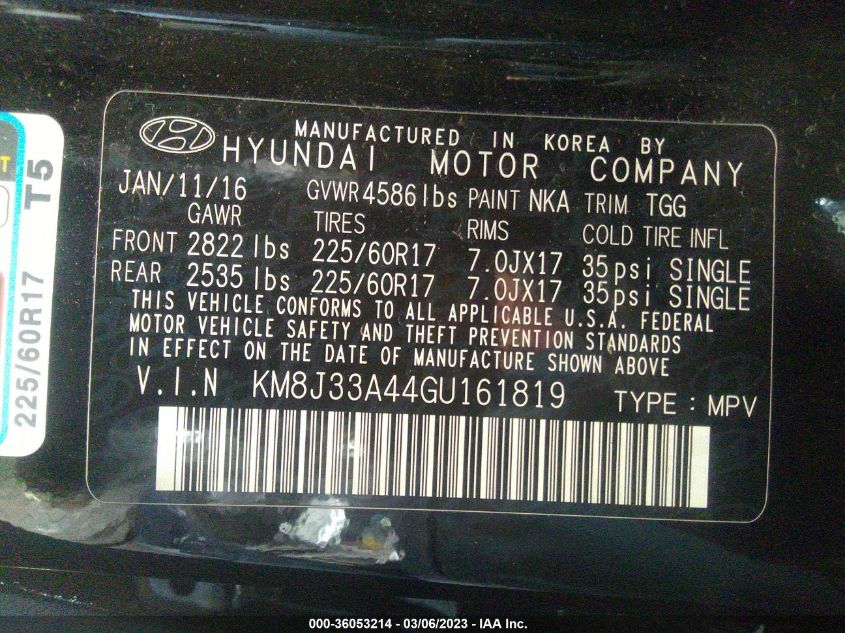 MANUFACTURED IN KOREA BY
HYUNDAI MOTOR COMPANY
JAN/11/16 GVWR 4586 lbs PAINT NKA TRIM TGG
GAWR TIRES RIMS COLD TIRE INFL
FRONT 2822 lbs 225/60R17 7.0JX17 35psi SINGLE
REAR 2535 lbs 225/60R17 7.0JX17 35psi SINGLE
THIS VEHICLE CONFORMS TO ALL APPLICABLE U.S.A. FEDERAL
MOTOR VEHICLE SAFETY AND THEFT PREVENTION STANDARDS
IN EFFECT ON THE DATE OF MANUFACTURE SHOWN ABOVE
V.I.N KM8J33A44GU161819 TYPE : MPV
225/60R17 T5
000-36053214 - 03/06/2023 - IAA Inc.